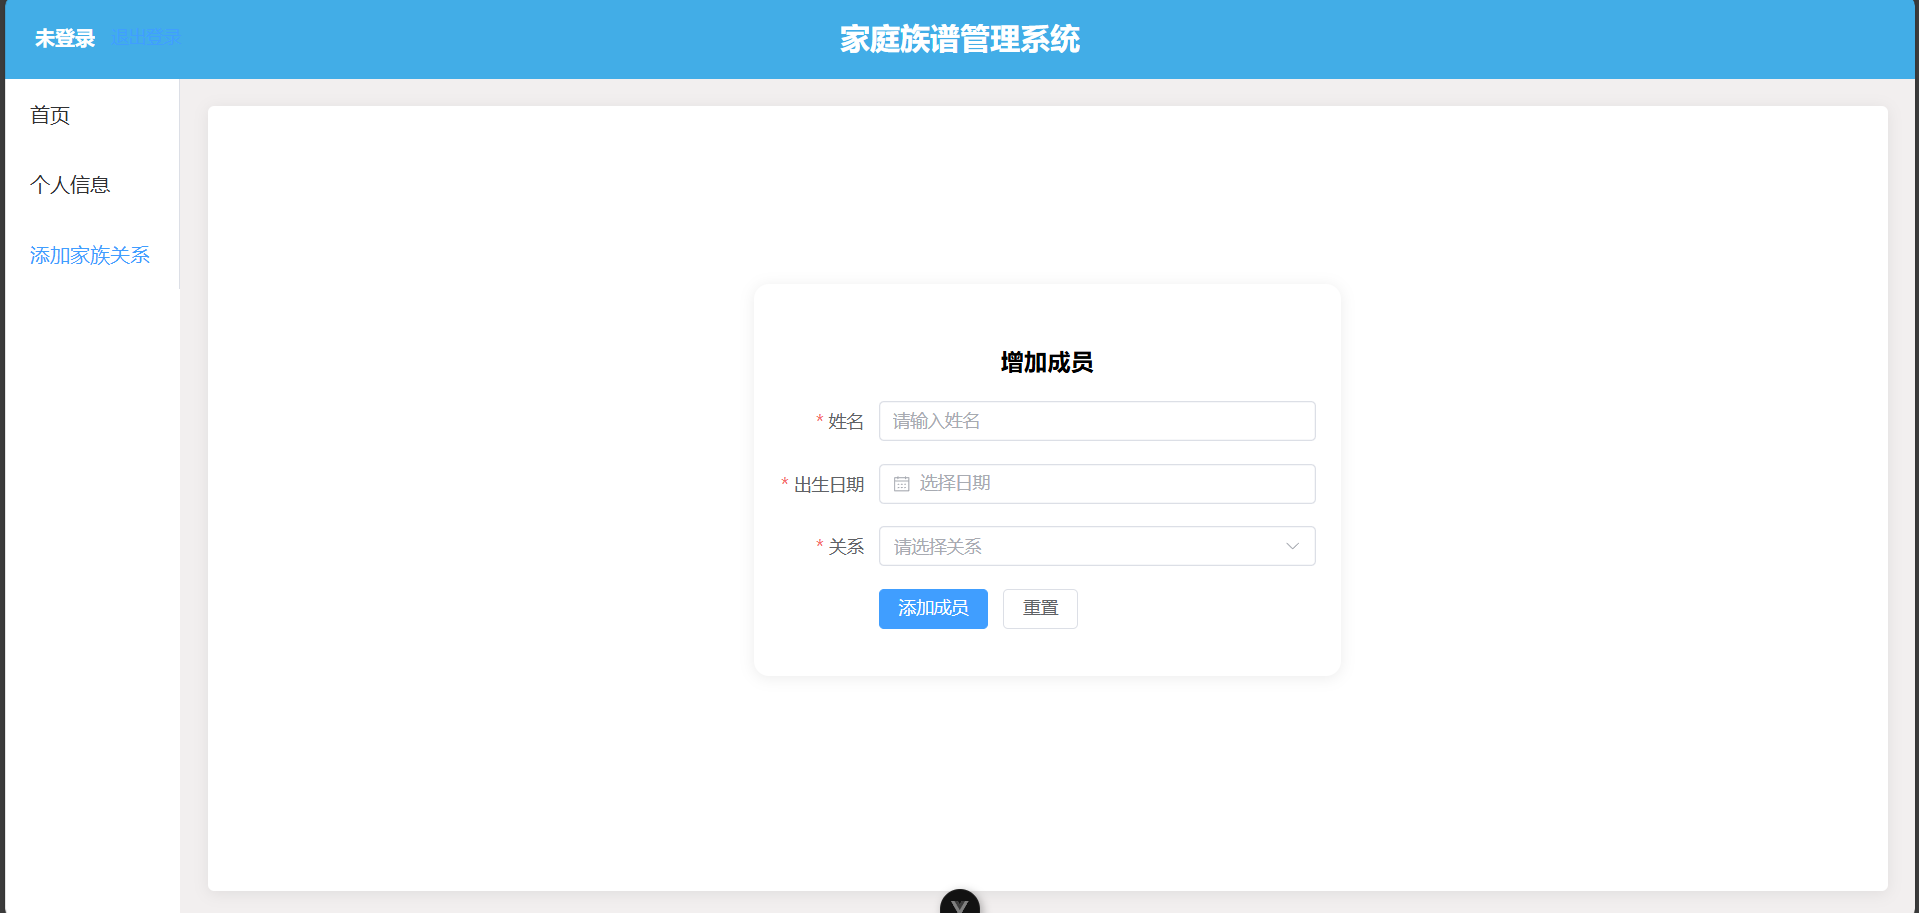 未登录 退出登录
家庭族谱管理系统
首页
个人信息
添加家族关系
增加成员
* 姓名 请输入姓名
* 出生日期 选择日期
* 关系 请选择关系
添加成员 重置